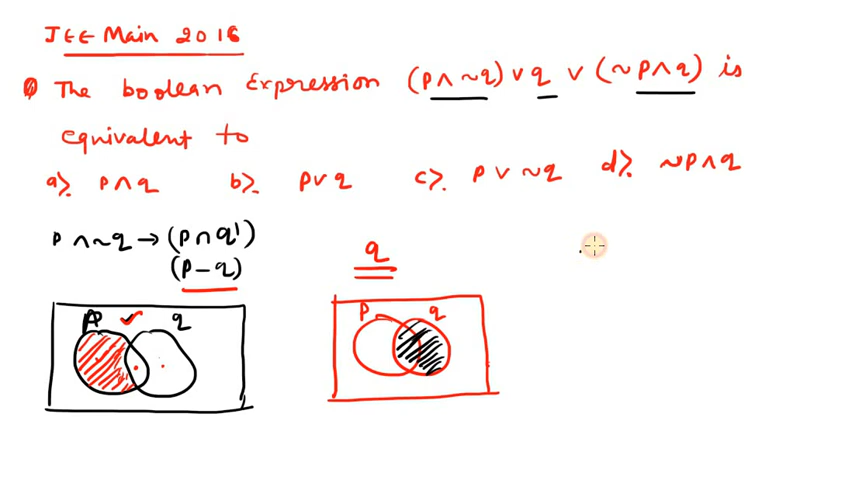 JEE Main 2016
Q The boolean Expression (p ∧ ~q) ∨ q ∨ (~p ∧ q) is
equivalent to
a⟩. p ∧ q b⟩. p ∨ q c⟩. p ∨ ~q d⟩. ~p ∧ q
p ∧ ~q → (p ∩ q')
(p - q)
q
p q
p q